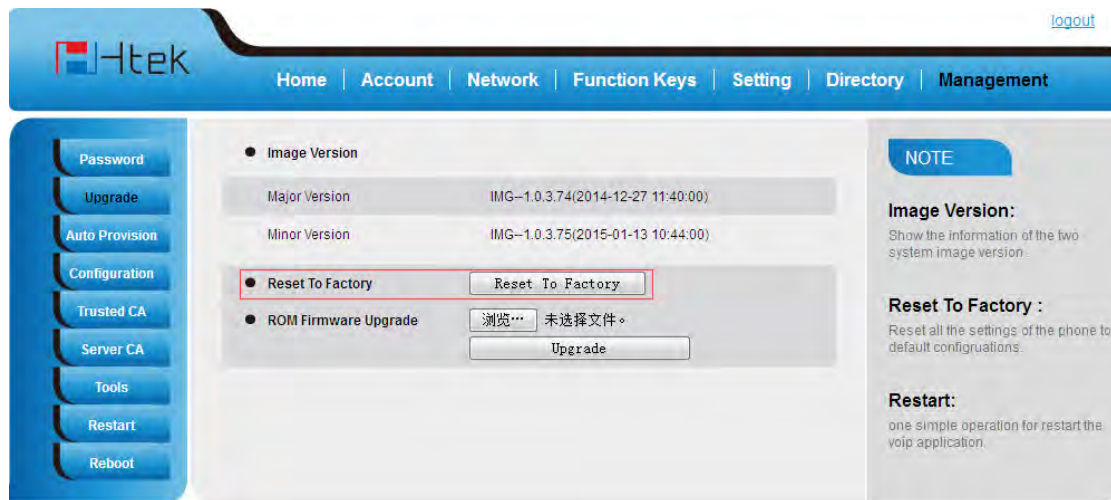 logout
Htek
Home | Account | Network | Function Keys | Setting | Directory | Management
Password
Upgrade
Auto Provision
Configuration
Trusted CA
Server CA
Tools
Restart
Reboot
Image Version
Major Version IMG--1.0.3.74(2014-12-27 11:40:00)
Minor Version IMG--1.0.3.75(2015-01-13 10:44:00)
Reset To Factory Reset To Factory
ROM Firmware Upgrade 浏览… 未选择文件。
Upgrade
NOTE
Image Version:
Show the information of the two
system image version
Reset To Factory :
Reset all the settings of the phone to
default configruations.
Restart:
one simple operation for restart the
voip application.